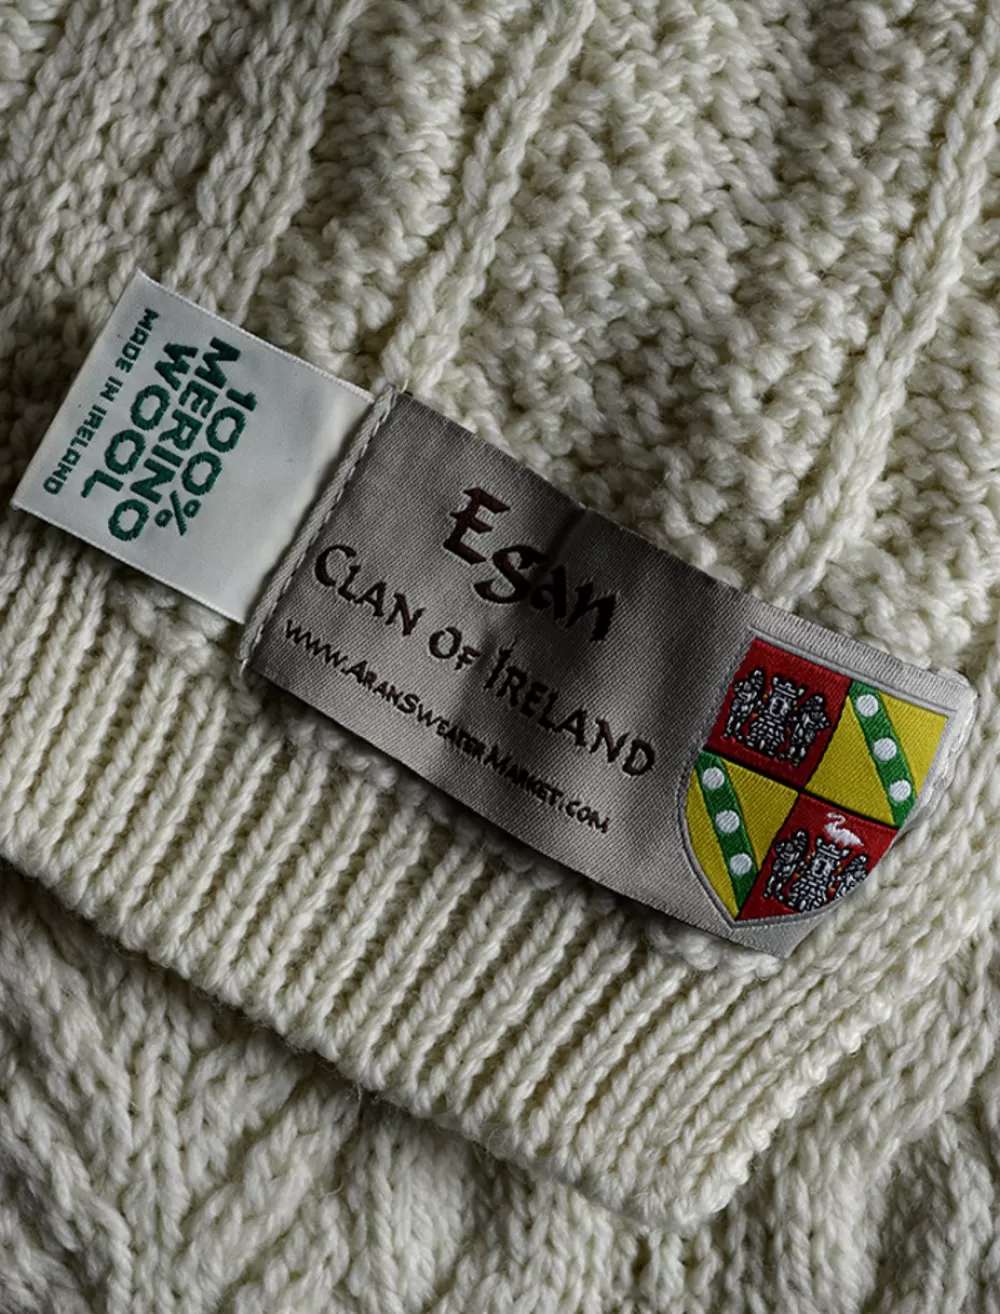 100%
MERINO
WOOL
MADE IN IRELAND
Egan
CLAN OF IRELAND
www.AranSweaterMarket.com